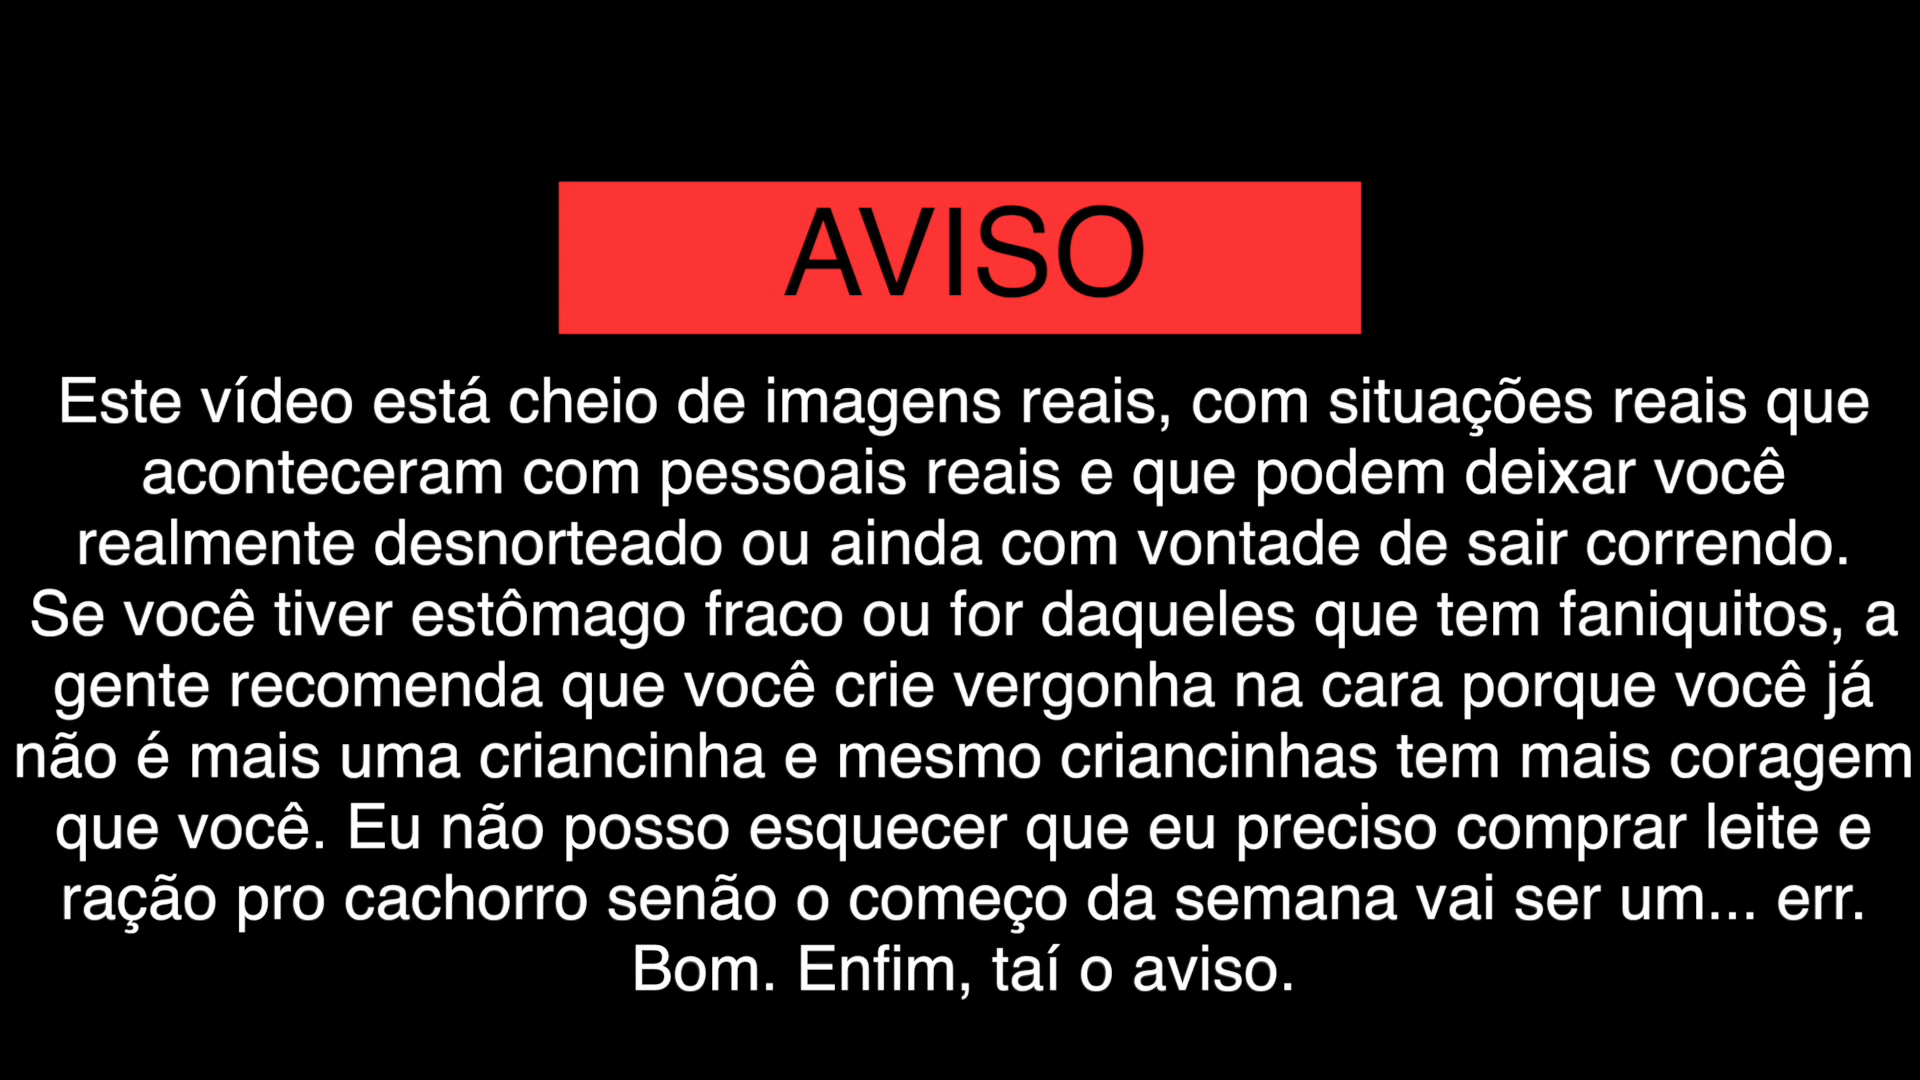 AVISO
Este vídeo está cheio de imagens reais, com situações reais que
aconteceram com pessoais reais e que podem deixar você
realmente desnorteado ou ainda com vontade de sair correndo.
Se você tiver estômago fraco ou for daqueles que tem faniquitos, a
gente recomenda que você crie vergonha na cara porque você já
não é mais uma criancinha e mesmo criancinhas tem mais coragem
que você. Eu não posso esquecer que eu preciso comprar leite e
ração pro cachorro senão o começo da semana vai ser um... err.
Bom. Enfim, taí o aviso.